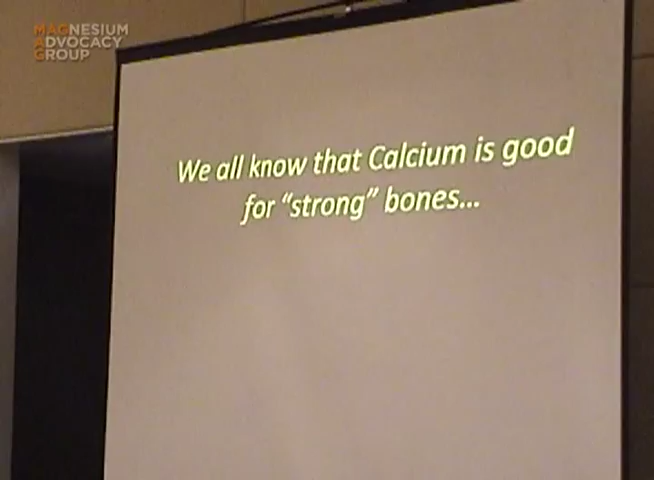 MAGNESIUM
ADVOCACY
GROUP
We all know that Calcium is good
for “strong” bones...